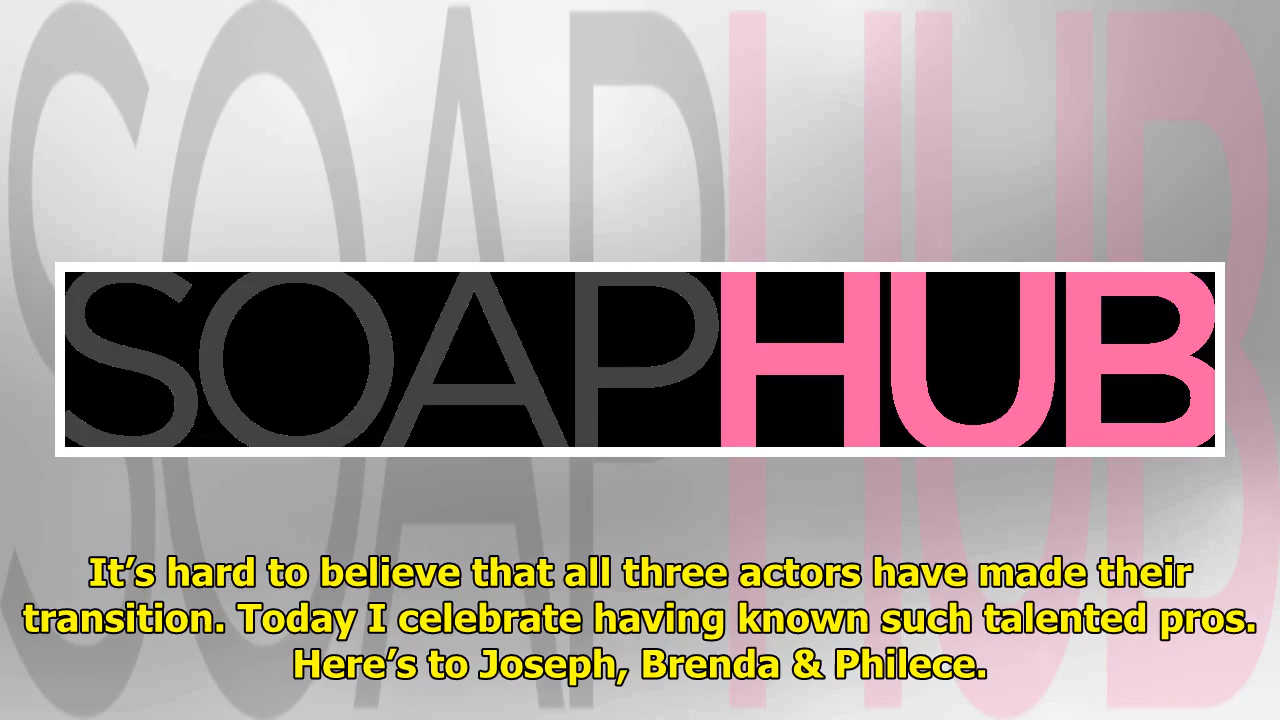 SOAPHUB
SOAPHUB
It’s hard to believe that all three actors have made their
transition. Today I celebrate having known such talented pros.
Here’s to Joseph, Brenda & Philece.